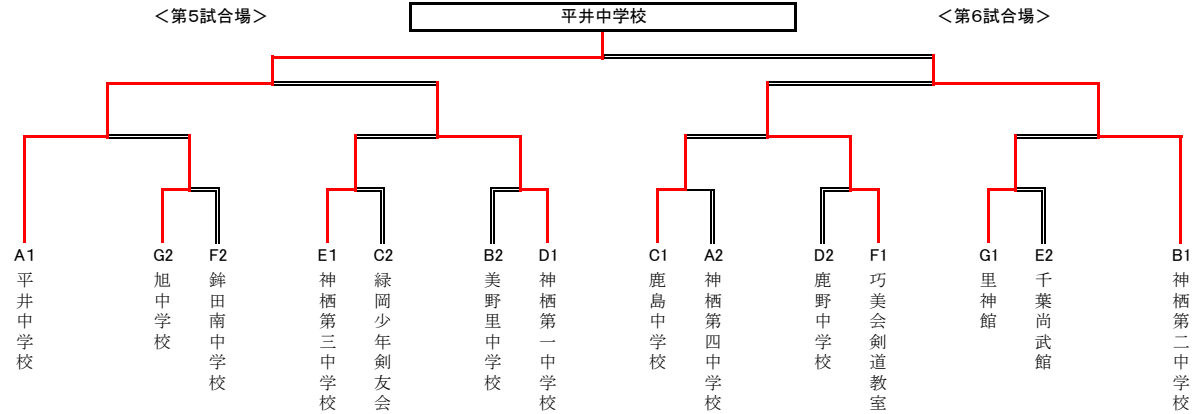 ＜第5試合場＞
平井中学校
＜第6試合場＞
A1
G2
F2
E1
C2
B2
D1
C1
A2
D2
F1
G1
E2
B1
平井中学校
旭中学校
鉾田南中学校
神栖第三中学校
緑岡少年剣友会
美野里中学校
神栖第一中学校
鹿島中学校
神栖第四中学校
鹿野中学校
巧美会剣道教室
里神館
千葉尚武館
神栖第二中学校